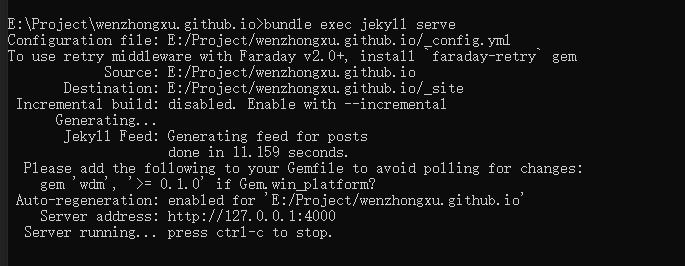 E:\Project\wenzhongxu.github.io>bundle exec jekyll serve
Configuration file: E:/Project/wenzhongxu.github.io/_config.yml
To use retry middleware with Faraday v2.0+, install `faraday-retry` gem
Source: E:/Project/wenzhongxu.github.io
Destination: E:/Project/wenzhongxu.github.io/_site
Incremental build: disabled. Enable with --incremental
Generating...
Jekyll Feed: Generating feed for posts
done in 11.159 seconds.
Please add the following to your Gemfile to avoid polling for changes:
gem 'wdm', '>= 0.1.0' if Gem.win_platform?
Auto-regeneration: enabled for 'E:/Project/wenzhongxu.github.io'
Server address: http://127.0.0.1:4000
Server running... press ctrl-c to stop.